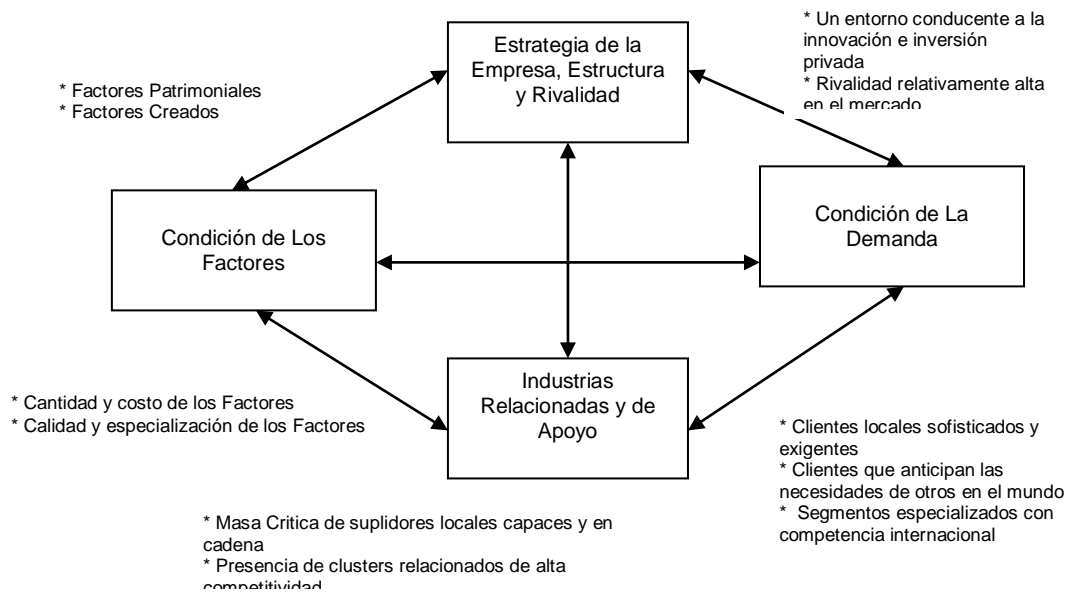 Estrategia de la
Empresa, Estructura
y Rivalidad
* Un entorno conducente a la
innovación e inversión
privada
* Rivalidad relativamente alta
en el mercado
* Factores Patrimoniales
* Factores Creados
Condición de Los
Factores
Condición de La
Demanda
Industrias
Relacionadas y de
Apoyo
* Cantidad y costo de los Factores
* Calidad y especialización de los Factores
* Clientes locales sofisticados y
exigentes
* Clientes que anticipan las
necesidades de otros en el mundo
* Segmentos especializados con
competencia internacional
* Masa Critica de suplidores locales capaces y en
cadena
* Presencia de clusters relacionados de alta
competitividad